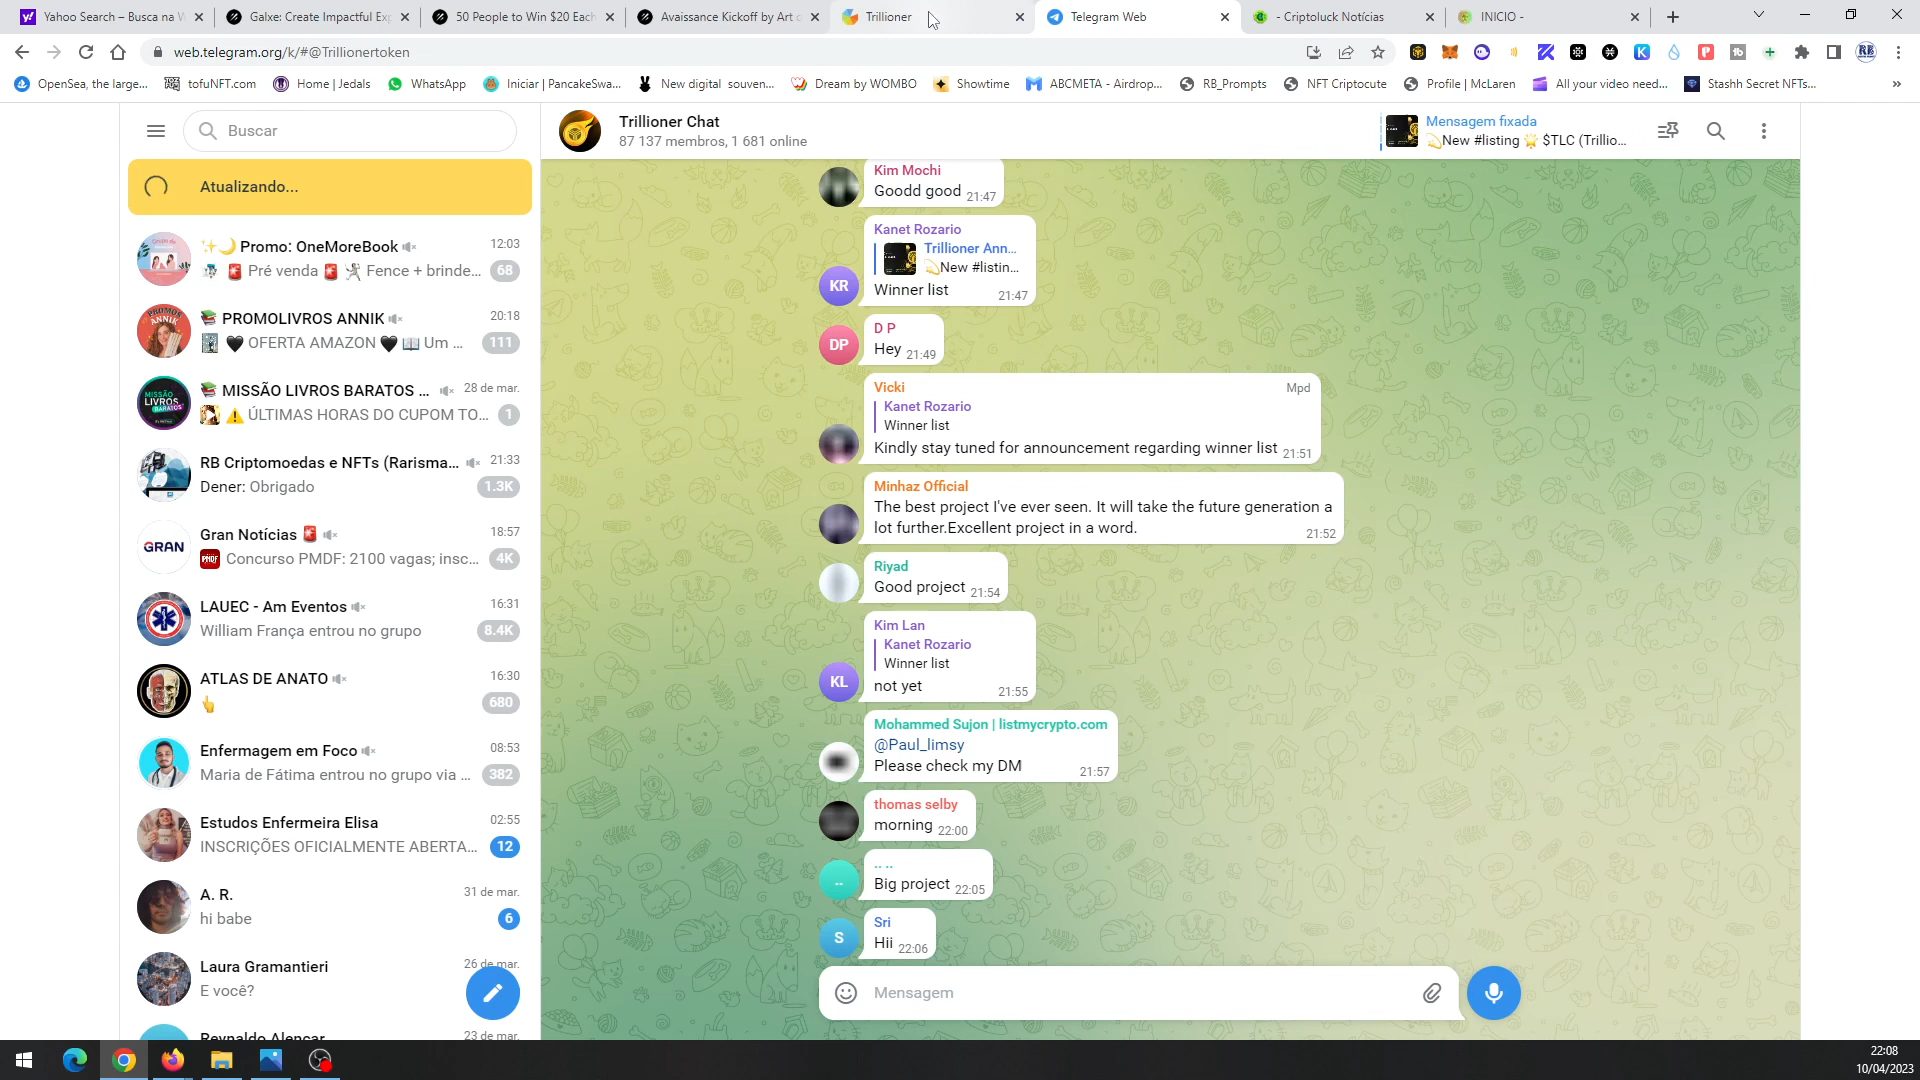 Yahoo Search – Busca na W
Galxe: Create Impactful Exp
50 People to Win $20 Each
Avaissance Kickoff by Art o
Trillioner
Telegram Web
- Criptoluck Notícias
INICIO -
web.telegram.org/k/#@Trillionertoken
OpenSea, the large...
tofuNFT.com
Home | Jedals
WhatsApp
Iniciar | PancakeSwa...
New digital souven...
Dream by WOMBO
Showtime
ABCMETA - Airdrop...
RB_Prompts
NFT Criptocute
Profile | McLaren
All your video need...
Stashh Secret NFTs...
»
Buscar
Atualizando...
✨🌙 Promo: OneMoreBook
12:03
🚨 Pré venda 🚨 🤺 Fence + brinde...
68
PROMOS ANNIK
📚 PROMOLIVROS ANNIK
20:18
🖤 OFERTA AMAZON 🖤 📖 Um ...
111
MISSÃO LIVROS BARATOS
📚 MISSÃO LIVROS BARATOS ...
28 de mar.
⚠️ ÚLTIMAS HORAS DO CUPOM TO...
1
RB Criptomoedas e NFTs (Rarisma...
21:33
Dener: Obrigado
1.3K
GRAN
Gran Notícias 🚨
18:57
Concurso PMDF: 2100 vagas; insc...
4K
LAUEC - Am Eventos
16:31
William França entrou no grupo
8.4K
ATLAS DE ANATO
16:30
👆
680
Enfermagem em Foco
08:53
Maria de Fátima entrou no grupo via ...
382
Estudos Enfermeira Elisa
02:55
INSCRIÇÕES OFICIALMENTE ABERTA...
12
A. R.
31 de mar.
hi babe
6
Laura Gramantieri
26 de mar.
E você?
Reynaldo Alencar
23 de mar.
Trillioner Chat
87 137 membros, 1 681 online
Mensagem fixada
💫New #listing 🌟 $TLC (Trillio...
Kim Mochi
Goodd good 21:47
Kanet Rozario
Trillioner Ann...
💫New #listin...
KR
Winner list 21:47
D P
DP
Hey 21:49
Vicki
Mpd
Kanet Rozario
Winner list
Kindly stay tuned for announcement regarding winner list 21:51
Minhaz Official
The best project I've ever seen. It will take the future generation a
lot further.Excellent project in a word. 21:52
Riyad
Good project 21:54
Kim Lan
Kanet Rozario
Winner list
KL
not yet 21:55
Mohammed Sujon | listmycrypto.com
@Paul_limsy
Please check my DM 21:57
thomas selby
morning 22:00
.. ..
..
Big project 22:05
Sri
S
Hii 22:06
Mensagem
22:08
10/04/2023